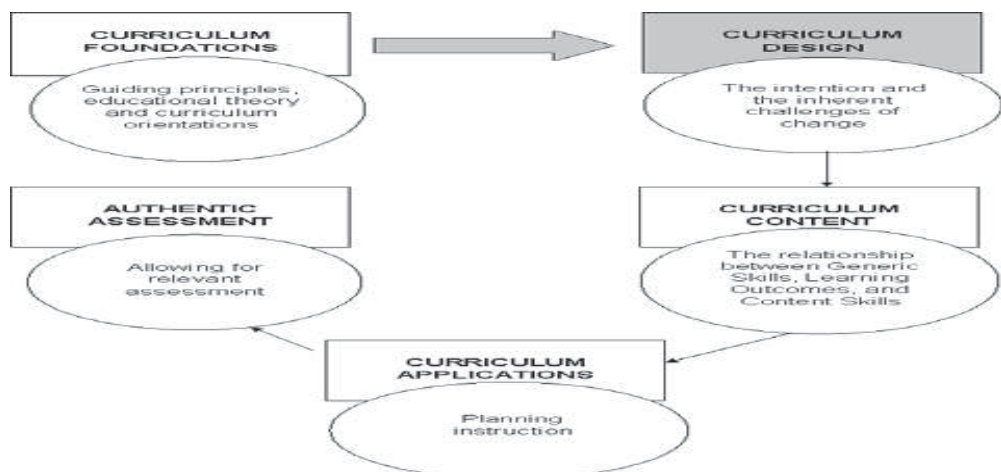 CURRICULUM
FOUNDATIONS
Guiding principles,
educational theory
and curriculum
orientations
CURRICULUM
DESIGN
The intention and
the inherent
challenges of
change
CURRICULUM
CONTENT
The relationship
between Generic
Skills, Learning
Outcomes, and
Content Skills
CURRICULUM
APPLICATIONS
Planning
instruction
AUTHENTIC
ASSESSMENT
Allowing for
relevant
assessment